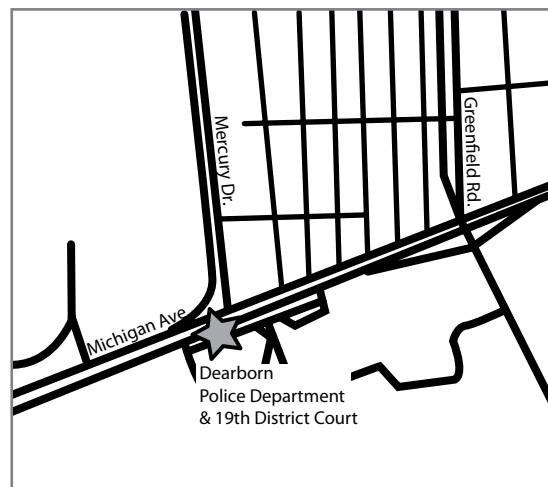 Mercury Dr.
Greenfield Rd.
Michigan Ave
Dearborn
Police Department
& 19th District Court